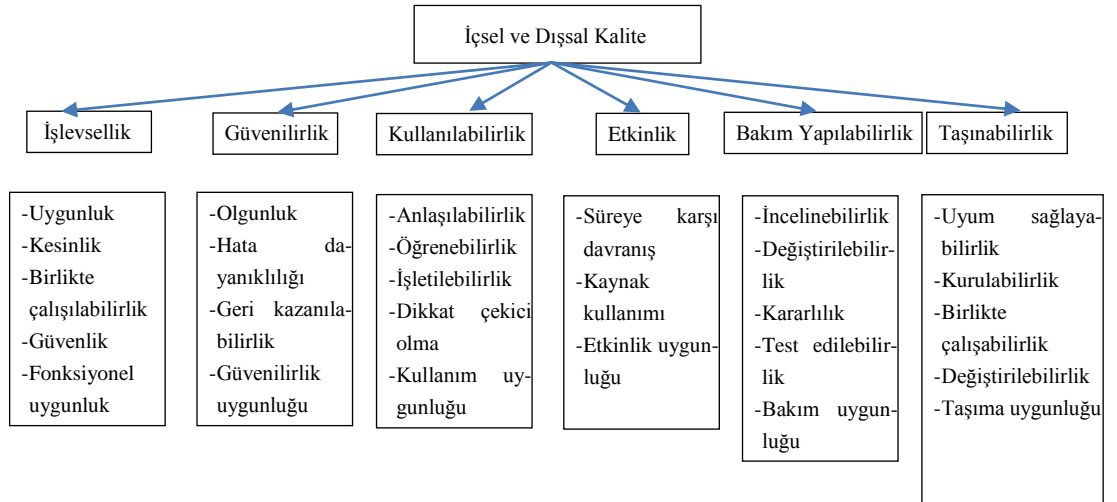 İçsel ve Dışsal Kalite
İşlevsellik
Güvenilirlik
Kullanılabilirlik
Etkinlik
Bakım Yapılabilirlik
Taşınabilirlik
-Uygunluk
-Kesinlik
-Birlikte
çalışılabilirlik
-Güvenlik
-Fonksiyonel
uygunluk
-Olgunluk
-Hata da-
yanıklılığı
-Geri kazanıla-
bilirlik
-Güvenilirlik
uygunluğu
-Anlaşılabilirlik
-Öğrenebilirlik
-İşletilebilirlik
-Dikkat çekici
olma
-Kullanım uy-
gunluğu
-Süreye karşı
davranış
-Kaynak
kullanımı
-Etkinlik uygun-
luğu
-İncelinebilirlik
-Değiştirilebilir-
lik
-Kararlılık
-Test edilebilir-
lik
-Bakım uygun-
luğu
-Uyum sağlaya-
bilirlik
-Kurulabilirlik
-Birlikte
çalışabilirlik
-Değiştirilebilirlik
-Taşıma uygunluğu